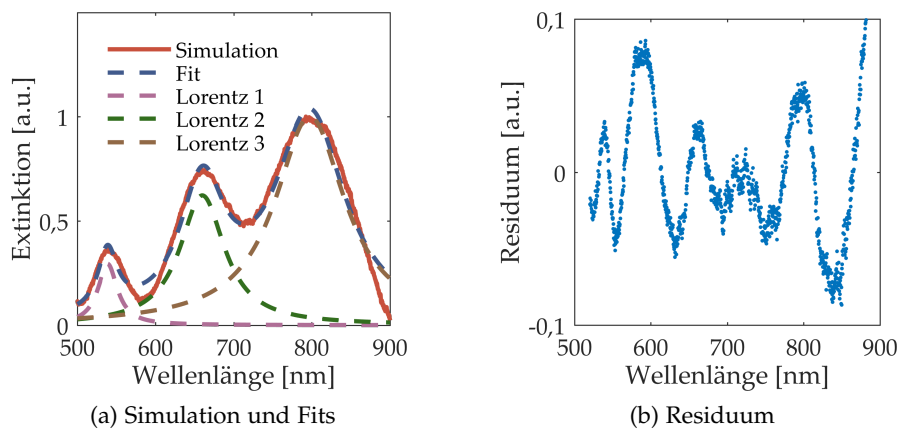 Simulation
Fit
Lorentz 1
Lorentz 2
Lorentz 3
Extinktion [a.u.]
1
0,5
0
500 600 700 800 900
Wellenlänge [nm]
(a) Simulation und Fits
0,1
0
-0,1
Residuum [a.u.]
500 600 700 800 900
Wellenlänge [nm]
(b) Residuum